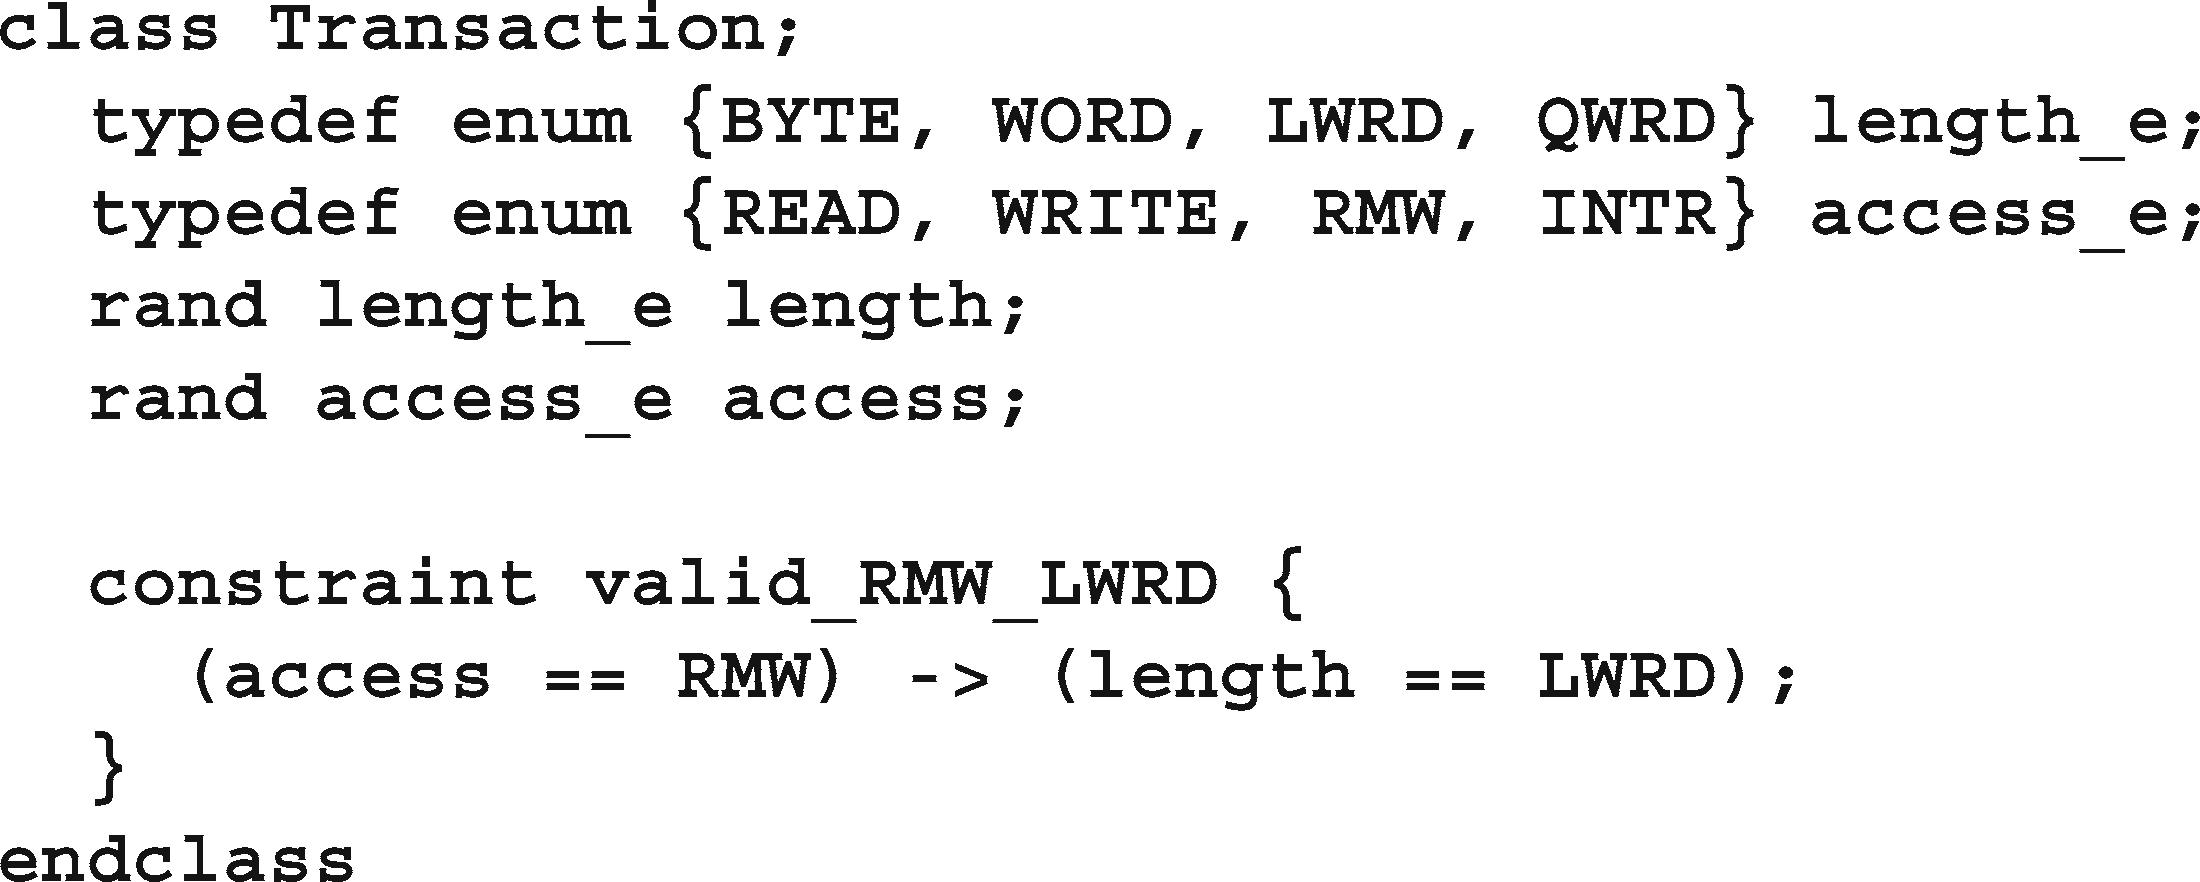 class Transaction;
  typedef enum {BYTE, WORD, LWRD, QWRD} length_e;
  typedef enum {READ, WRITE, RMW, INTR} access_e;
  rand length_e length;
  rand access_e access;

  constraint valid_RMW_LWRD {
    (access == RMW) -> (length == LWRD);
  }
endclass